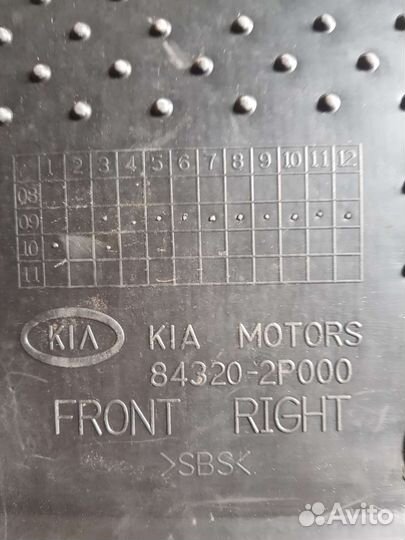 1 2 3 4 5 6 7 8 9 10 11 12
08
09
10
11
KIA KIA MOTORS
84320-2P000
FRONT RIGHT
>SBS<
Avito